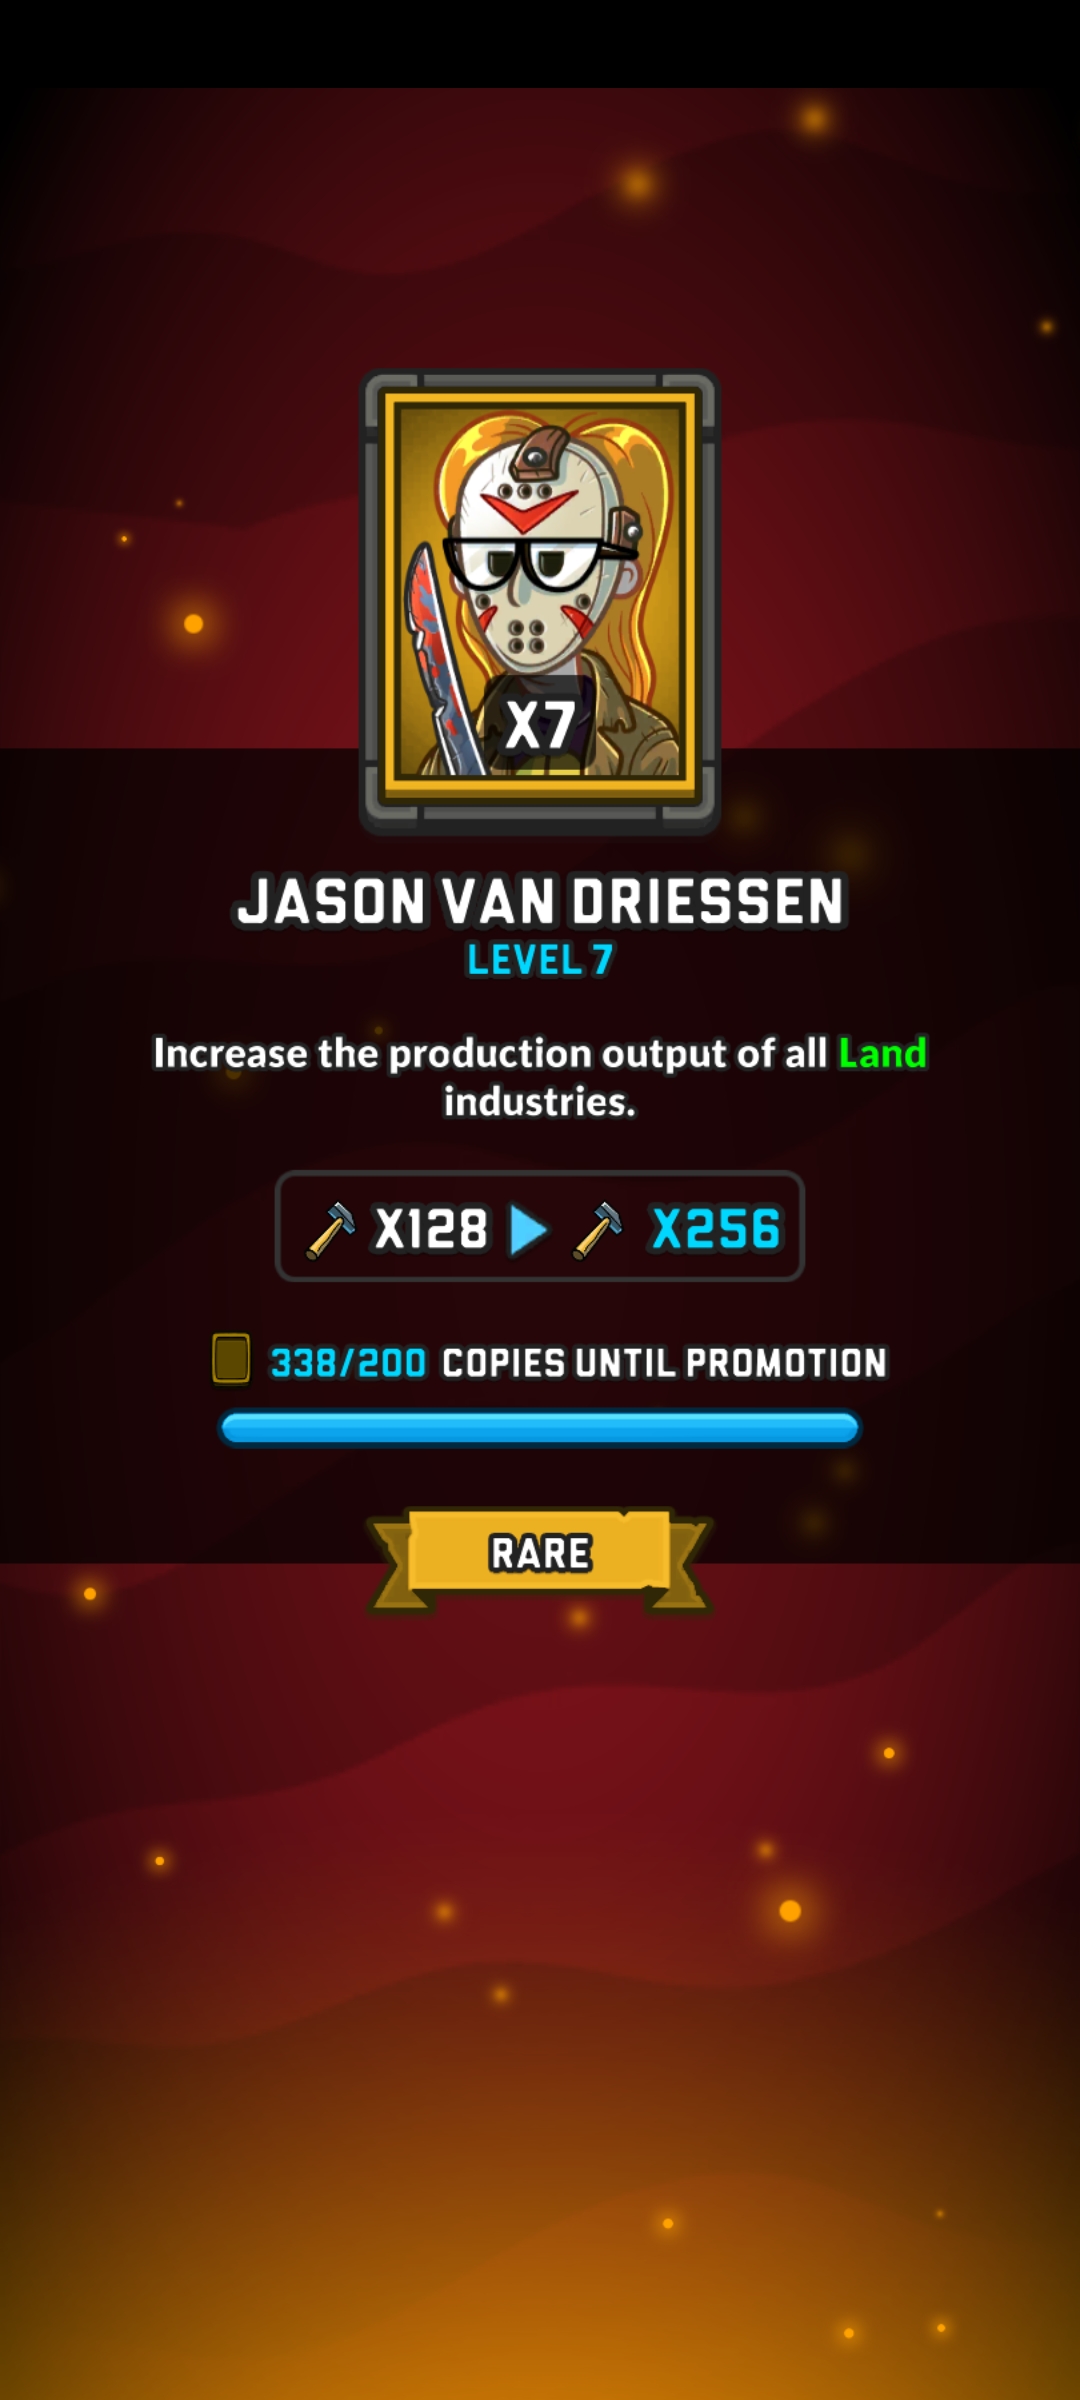 X7
JASON VAN DRIESSEN
LEVEL 7
Increase the production output of all Land
industries.
X128 X256
338/200 COPIES UNTIL PROMOTION
RARE